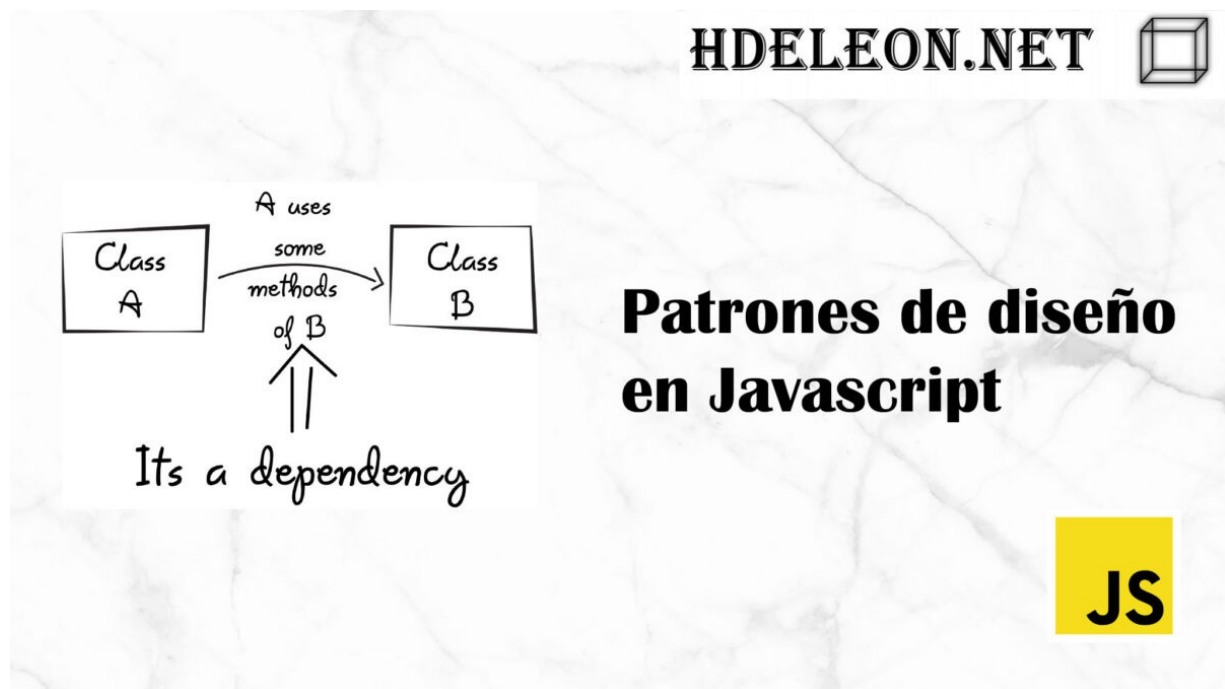 HDELEON.NET
A uses
some
methods
of B
Class
A
Class
B
Its a dependency
Patrones de diseño
en Javascript
JS